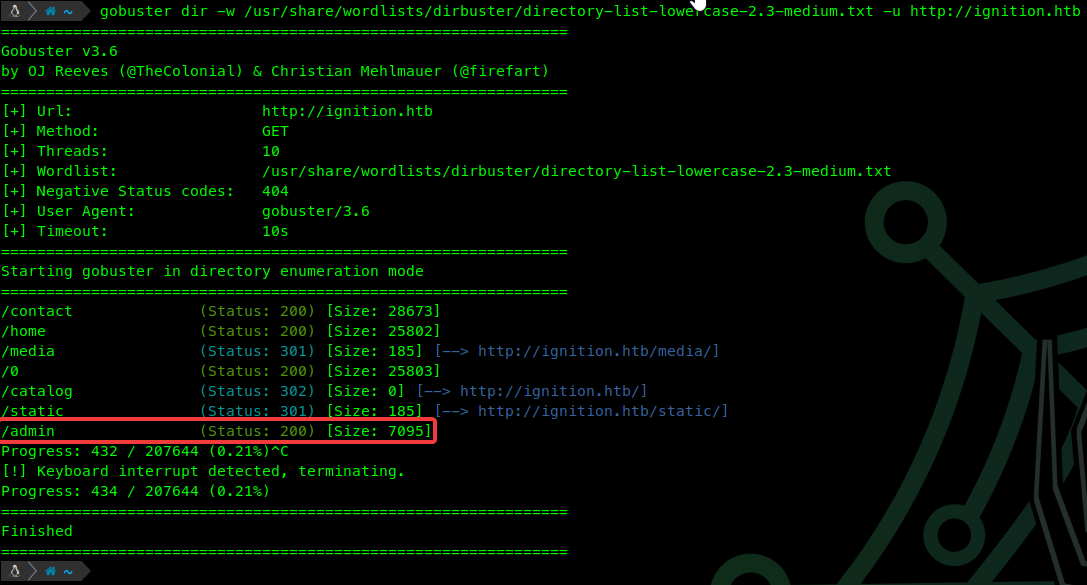 ~ gobuster dir -w /usr/share/wordlists/dirbuster/directory-list-lowercase-2.3-medium.txt -u http://ignition.htb
===============================================================
Gobuster v3.6
by OJ Reeves (@TheColonial) & Christian Mehlmauer (@firefart)
===============================================================
[+] Url:                     http://ignition.htb
[+] Method:                  GET
[+] Threads:                 10
[+] Wordlist:                /usr/share/wordlists/dirbuster/directory-list-lowercase-2.3-medium.txt
[+] Negative Status codes:   404
[+] User Agent:              gobuster/3.6
[+] Timeout:                 10s
===============================================================
Starting gobuster in directory enumeration mode
===============================================================
/contact              (Status: 200) [Size: 28673]
/home                 (Status: 200) [Size: 25802]
/media                (Status: 301) [Size: 185] [--> http://ignition.htb/media/]
/0                    (Status: 200) [Size: 25803]
/catalog              (Status: 302) [Size: 0] [--> http://ignition.htb/]
/static               (Status: 301) [Size: 185] [--> http://ignition.htb/static/]
/admin                (Status: 200) [Size: 7095]
Progress: 432 / 207644 (0.21%)^C
[!] Keyboard interrupt detected, terminating.
Progress: 434 / 207644 (0.21%)
===============================================================
Finished
===============================================================
~